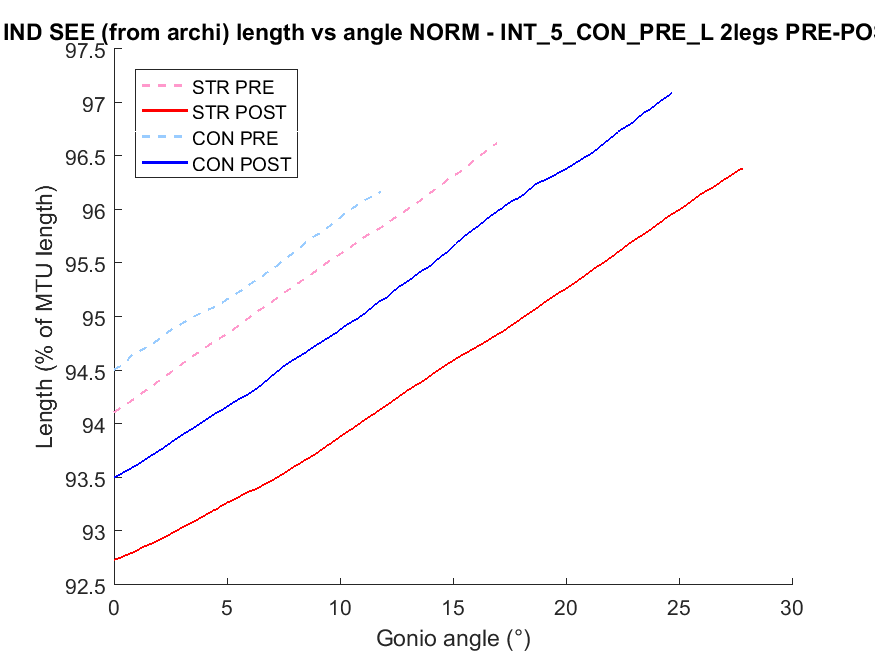 IND SEE (from archi) length vs angle NORM - INT_5_CON_PRE_L 2legs PRE-POS
97.5
97
96.5
96
95.5
95
94.5
94
93.5
93
92.5
Length (% of MTU length)
STR PRE
STR POST
CON PRE
CON POST
0 5 10 15 20 25 30
Gonio angle (°)